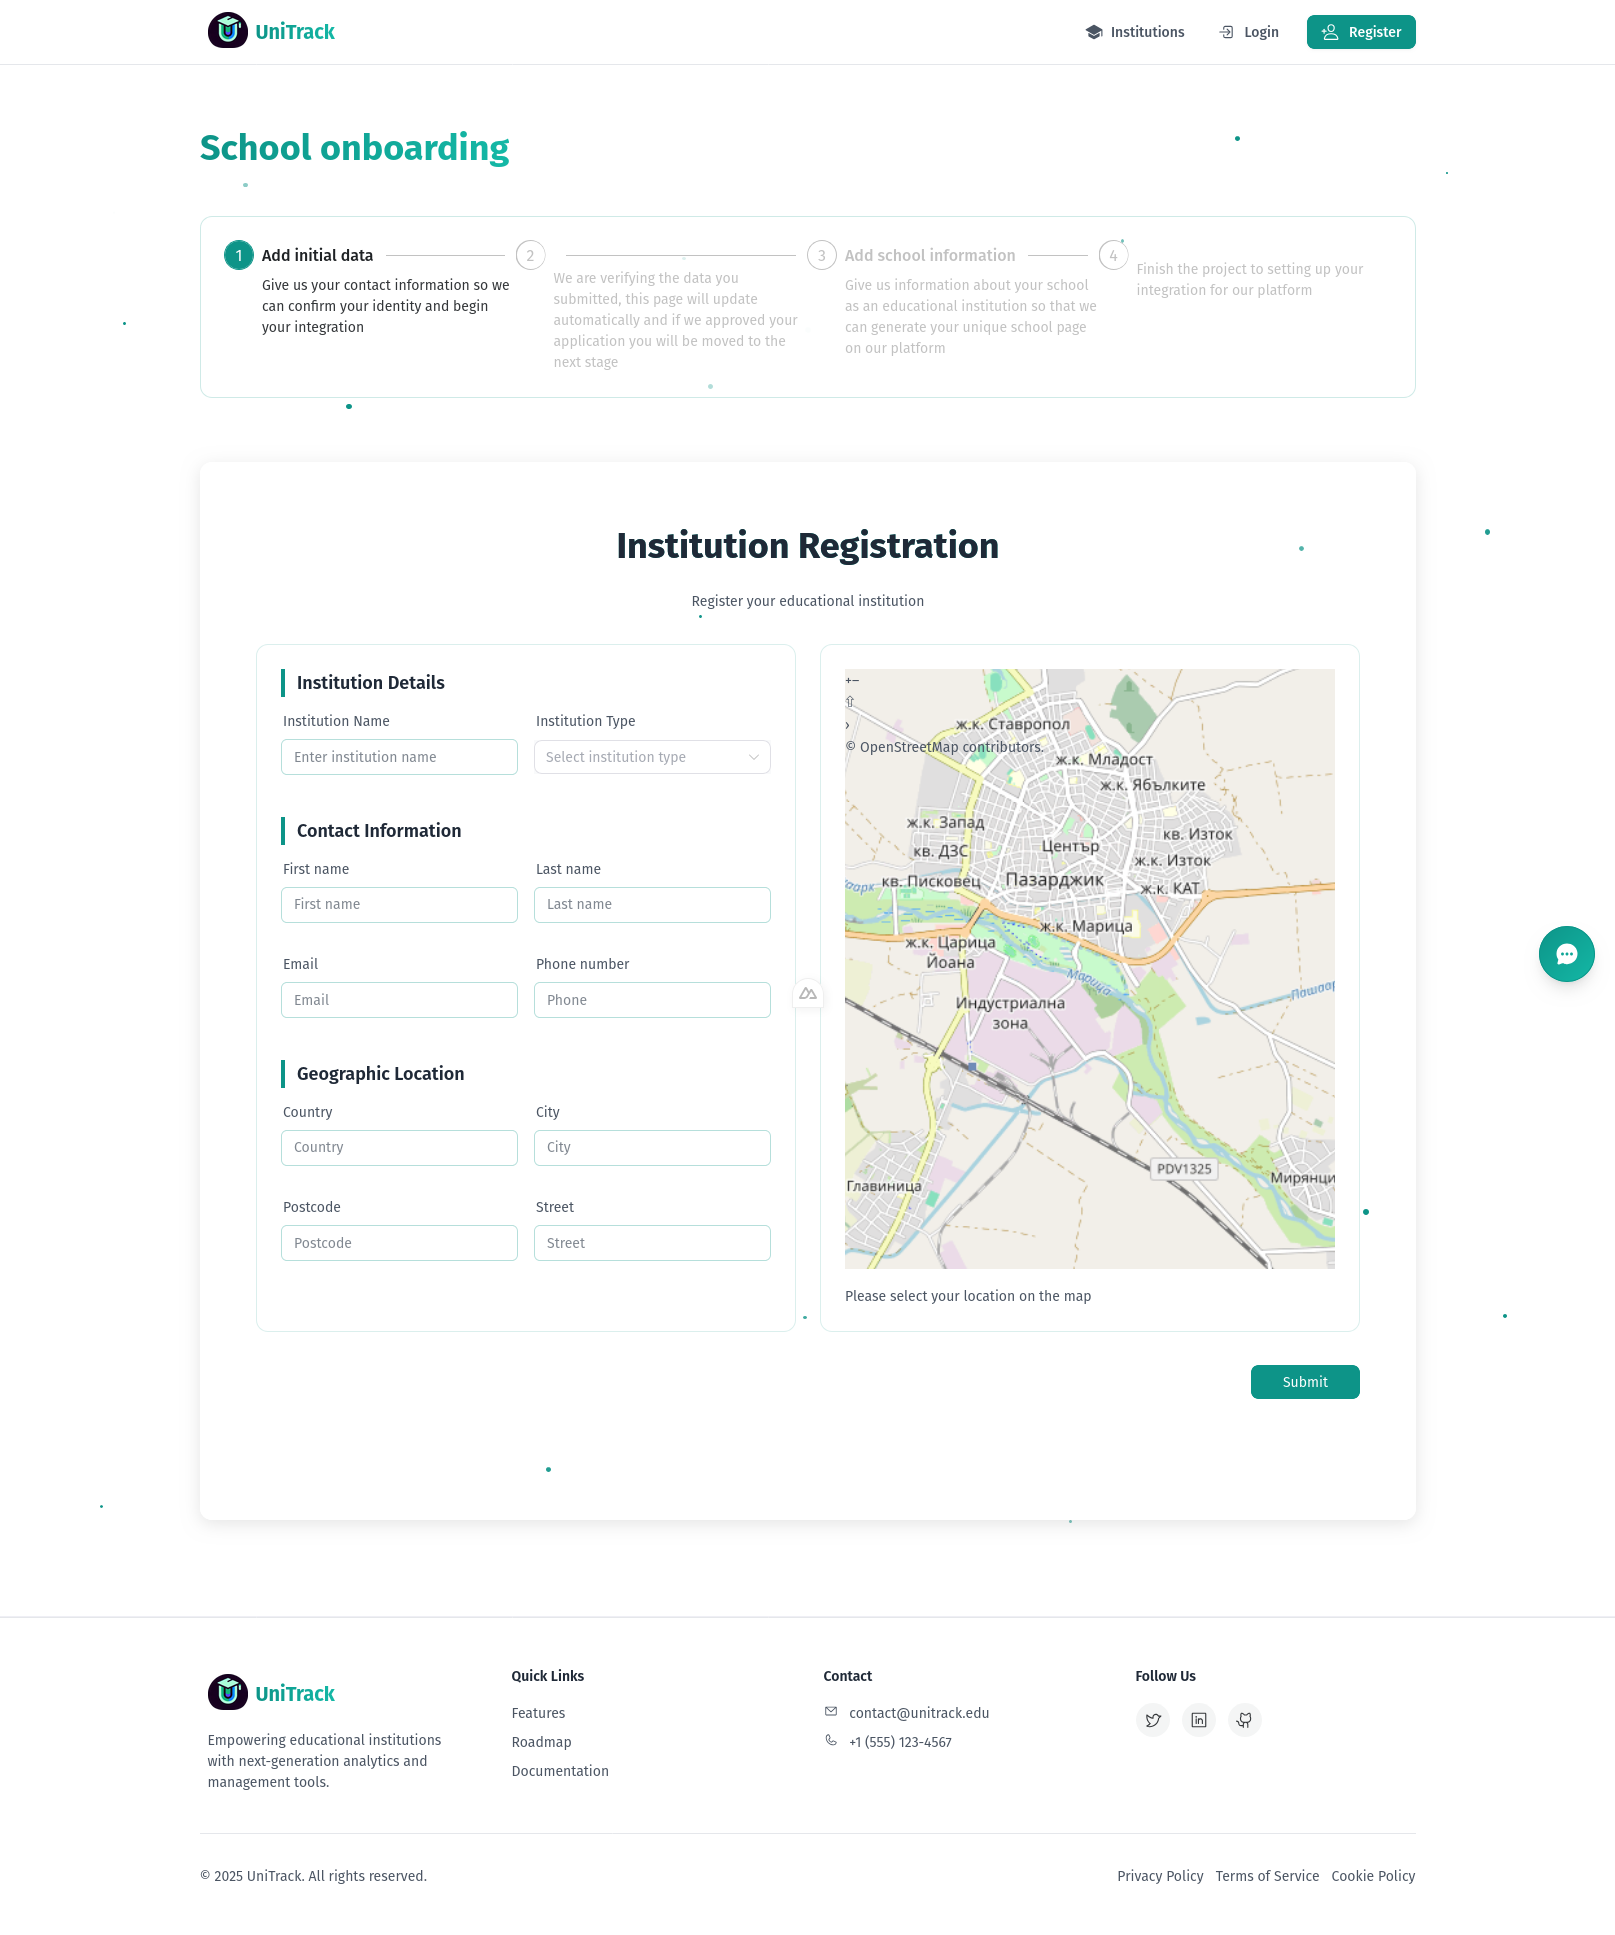 UniTrack
Institutions
Login
Register
School onboarding
1
Add initial data
Give us your contact information so we
can confirm your identity and begin
your integration
2
We are verifying the data you
submitted, this page will update
automatically and if we approved your
application you will be moved to the
next stage
3
Add school information
Give us information about your school
as an educational institution so that we
can generate your unique school page
on our platform
4
Finish the project to setting up your
integration for our platform
Institution Registration
Register your educational institution
Institution Details
Institution Name
Institution Type
Enter institution name
Select institution type
Contact Information
First name
Last name
First name
Last name
Email
Phone number
Email
Phone
Geographic Location
Country
City
Country
City
Postcode
Street
Postcode
Street
+−
⇧
›
© OpenStreetMap contributors.
ж.к. Ставропол
ж.к. Младост
ж.к. Ябълките
ж.к. Запад
кв. Изток
кв. ДЗС
Център
ж.к. Изток
кв. Писковец
Пазарджик
ж.к. КАТ
ж.к. Марица
ж.к. Царица
Йоана
Марица
Индустриална
зона
PDV1325
Главиница
Мирянци
Please select your location on the map
Submit
UniTrack
Empowering educational institutions
with next-generation analytics and
management tools.
Quick Links
Features
Roadmap
Documentation
Contact
contact@unitrack.edu
+1 (555) 123-4567
Follow Us
© 2025 UniTrack. All rights reserved.
Privacy Policy
Terms of Service
Cookie Policy